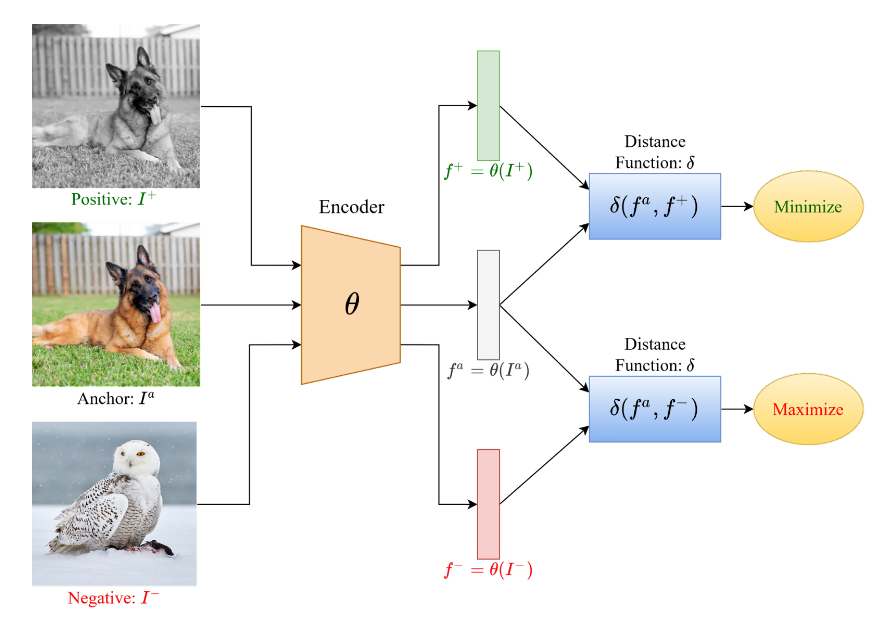 Positive: I⁺
Anchor: Iᵃ
Negative: I⁻
Encoder
θ
f⁺ = θ(I⁺)
fᵃ = θ(Iᵃ)
f⁻ = θ(I⁻)
Distance
Function: δ
δ(fᵃ, f⁺)
Minimize
Distance
Function: δ
δ(fᵃ, f⁻)
Maximize